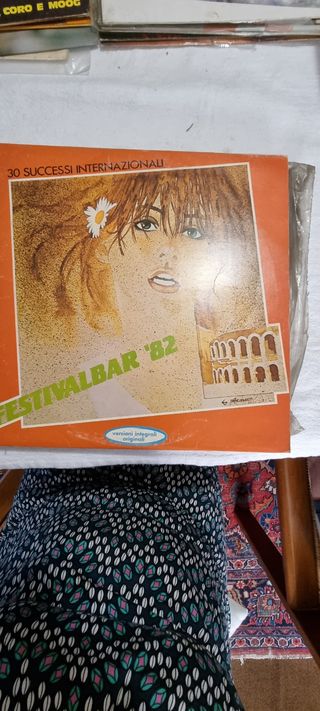 CORO E MOOG
30 SUCCESSI INTERNAZIONALI
FESTIVALBAR '82
versioni integrali
originali